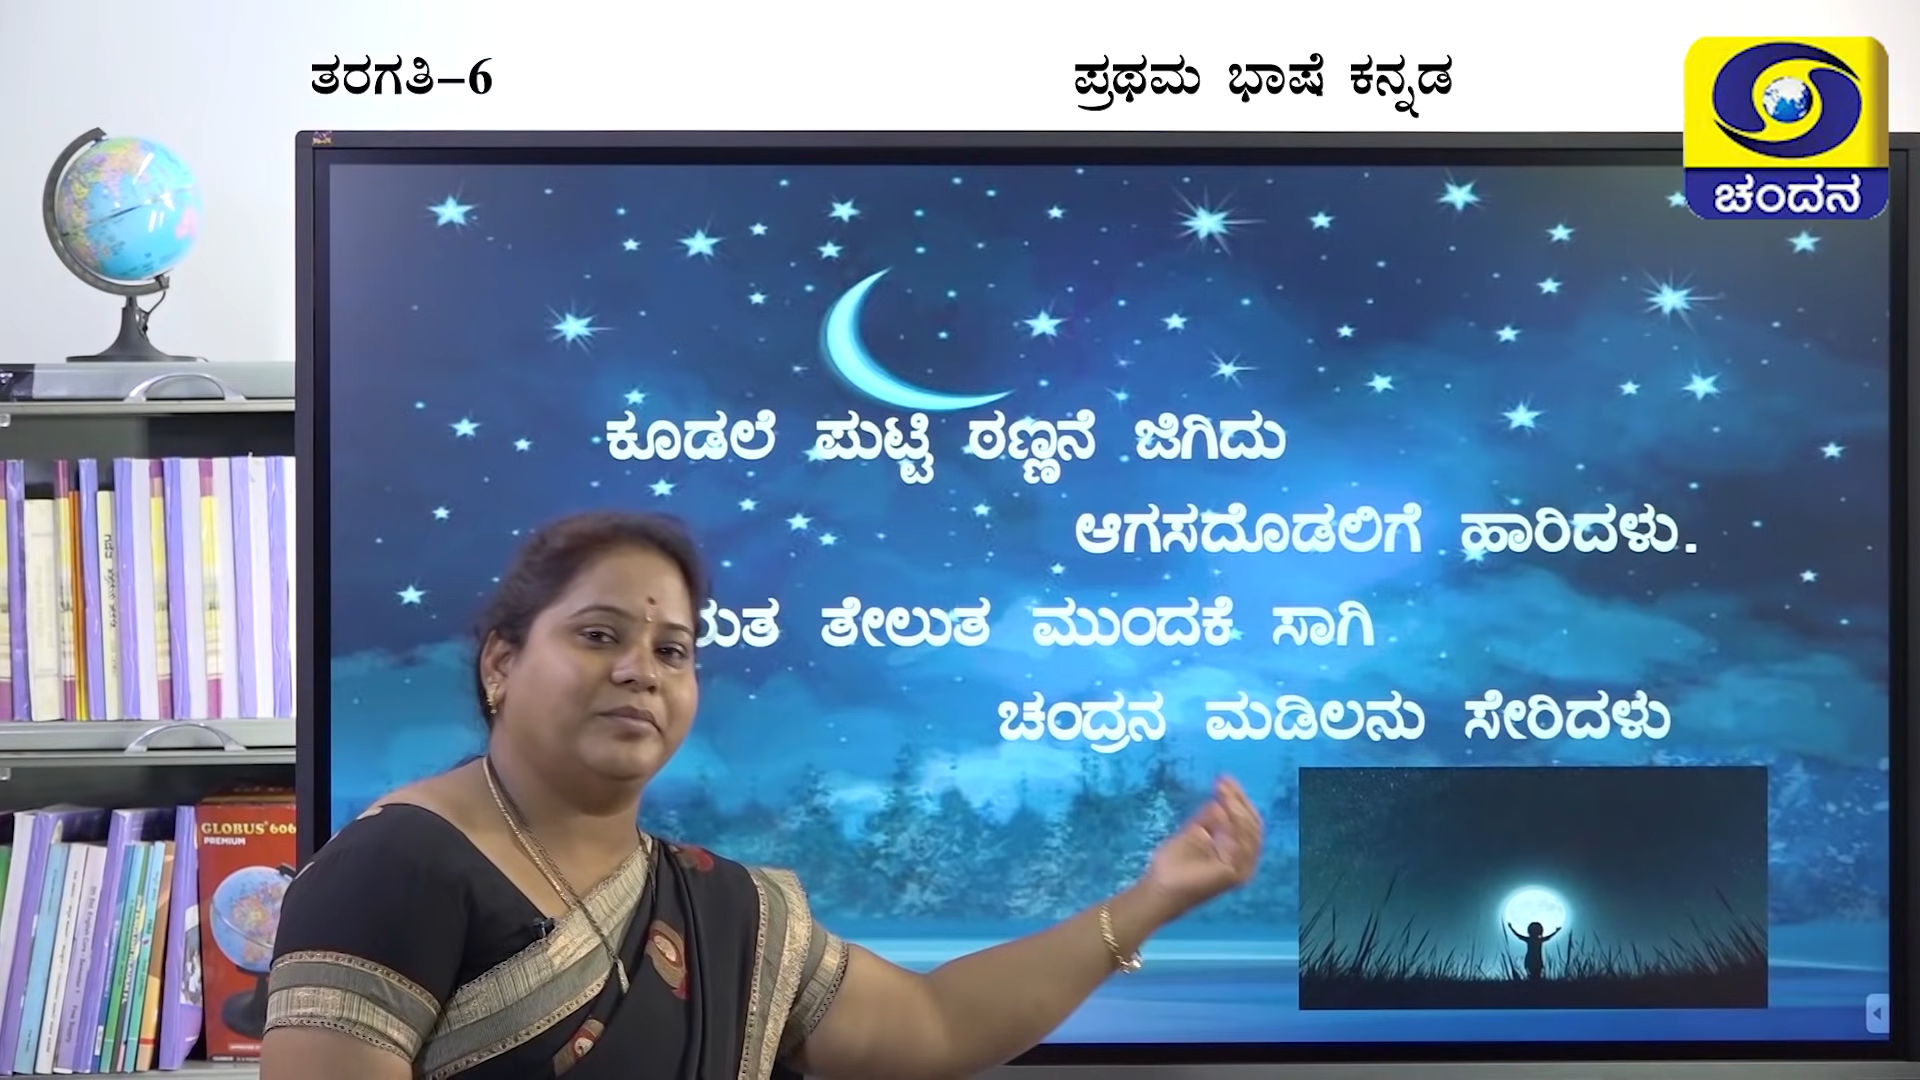 ತರಗತಿ–6
ಪ್ರಥಮ ಭಾಷೆ ಕನ್ನಡ
ಚಂದನ
ಕೂಡಲೆ ಪುಟ್ಟಿ ಠಣ್ಣನೆ ಜಿಗಿದು
ಆಗಸದೊಡಲಿಗೆ ಹಾರಿದಳು.
ತೇಲುತ ಮುಂದಕೆ ಸಾಗಿ
ಚಂದ್ರನ ಮಡಿಲನು ಸೇರಿದಳು
GLOBUS 606
PREMIUM